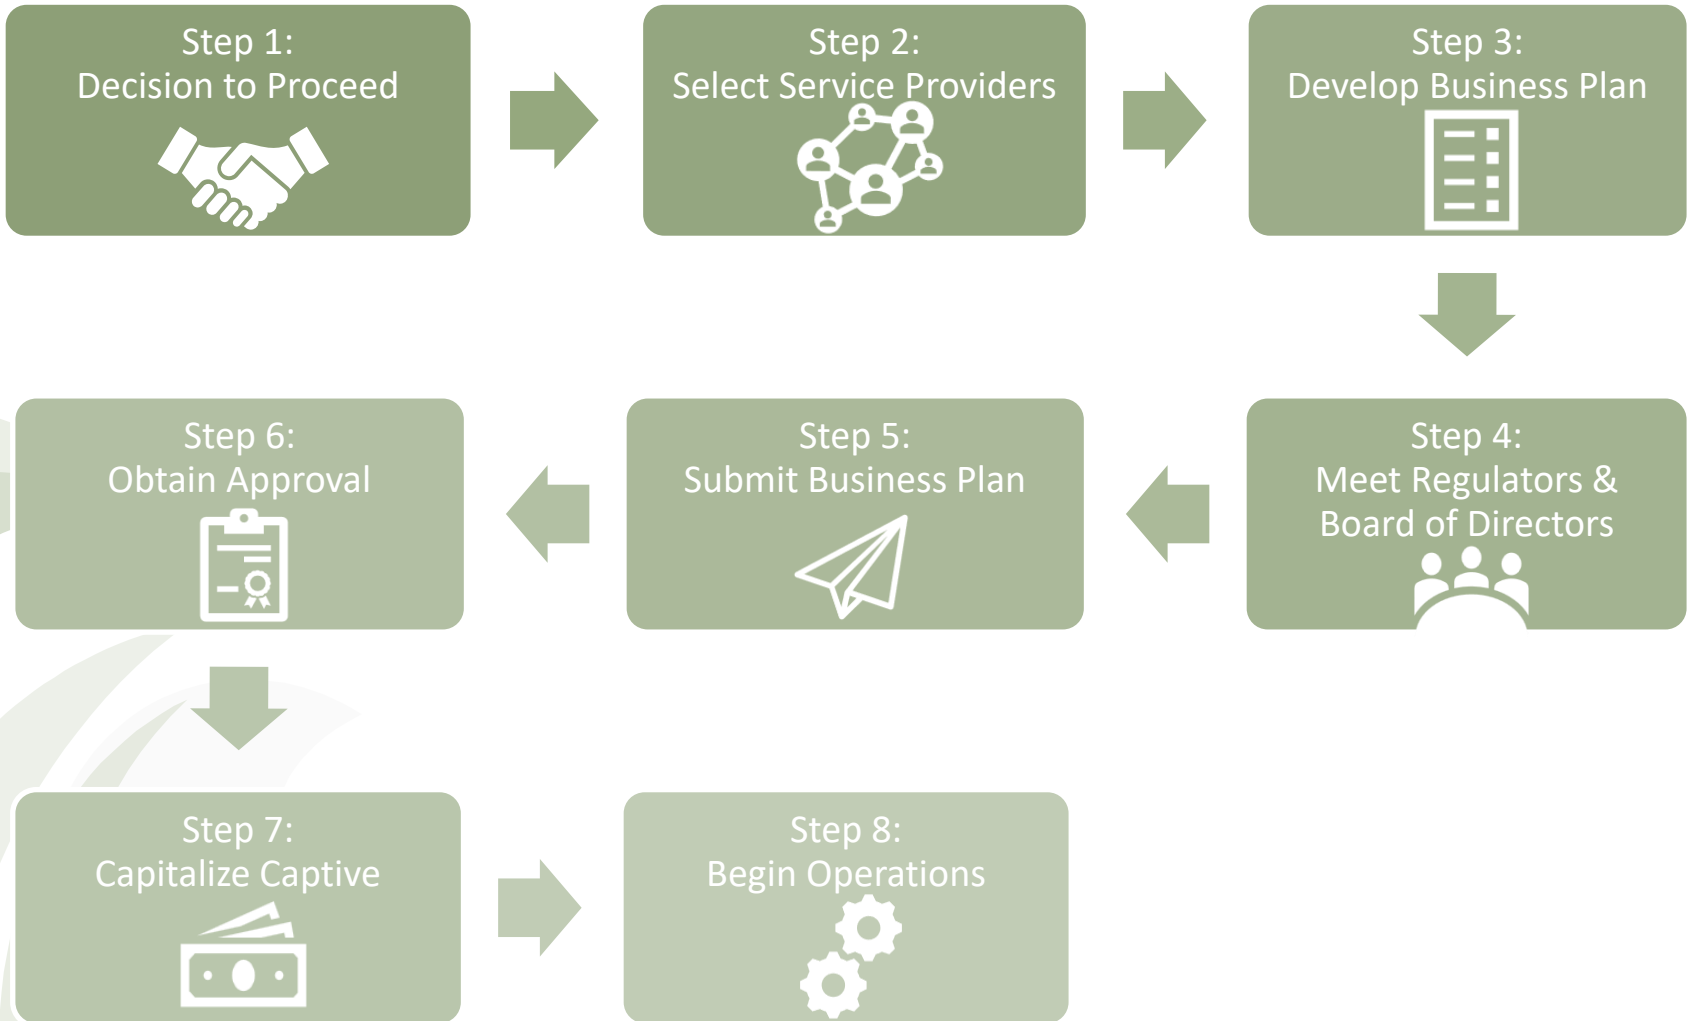 Step 1:
Decision to Proceed
Step 2:
Select Service Providers
Step 3:
Develop Business Plan
Step 4:
Meet Regulators &
Board of Directors
Step 5:
Submit Business Plan
Step 6:
Obtain Approval
Step 7:
Capitalize Captive
Step 8:
Begin Operations